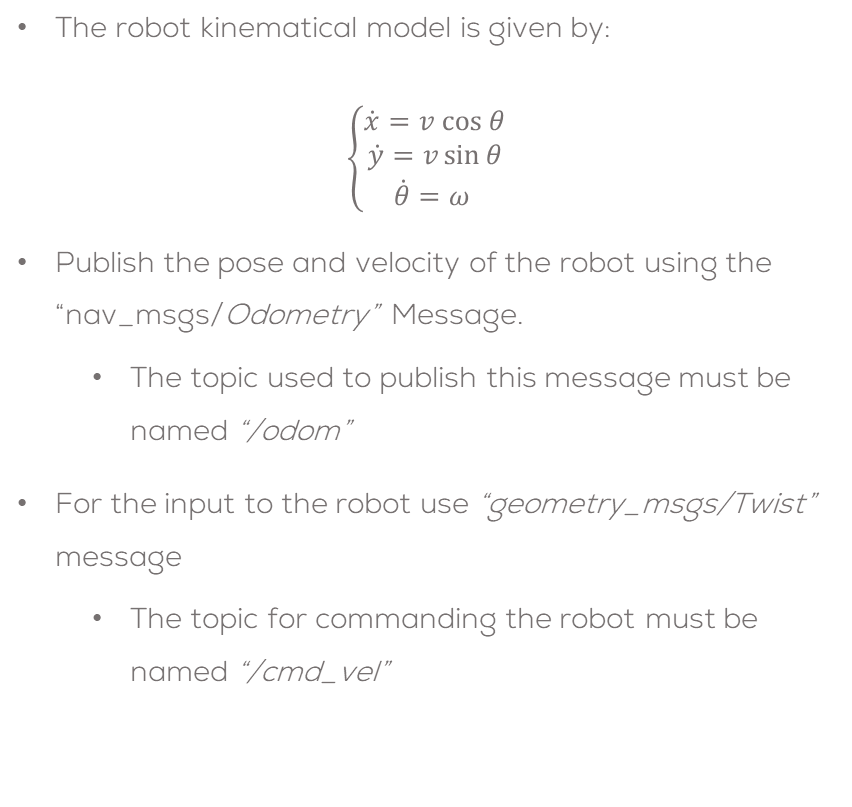 • The robot kinematical model is given by:
ẋ = v cos θ
ẏ = v sin θ
θ̇ = ω
• Publish the pose and velocity of the robot using the
“nav_msgs/Odometry” Message.
• The topic used to publish this message must be
named “/odom”
• For the input to the robot use “geometry_msgs/Twist”
message
• The topic for commanding the robot must be
named “/cmd_vel”